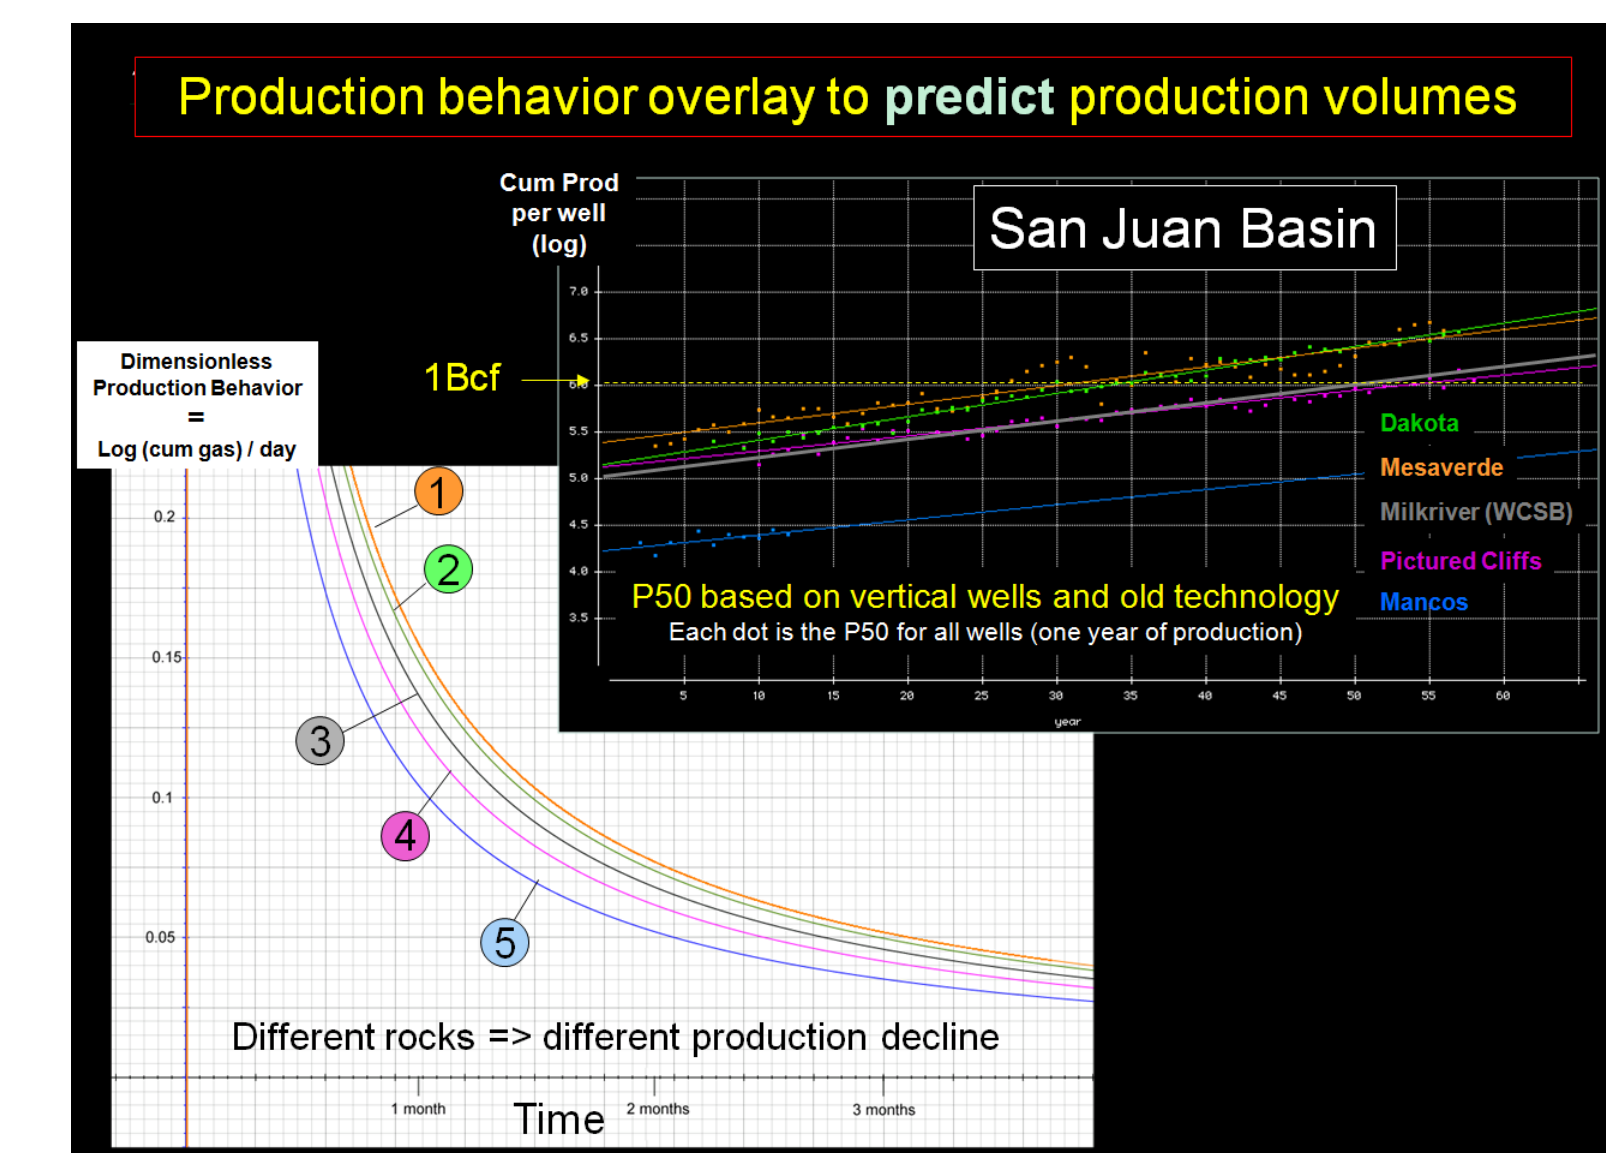 Production behavior overlay to predict production volumes
Cum Prod
per well
(log)
San Juan Basin
7.0
6.5
1Bcf
6.0
5.5
5.0
4.5
4.0
3.5
Dakota
Mesaverde
Milkriver (WCSB)
Pictured Cliffs
Mancos
P50 based on vertical wells and old technology
Each dot is the P50 for all wells (one year of production)
5 10 15 20 25 30 35 40 45 50 55 60
year
Dimensionless
Production Behavior
=
Log (cum gas) / day
0.2
0.15
0.1
0.05
1
2
3
4
5
Different rocks => different production decline
1 month 2 months 3 months
Time